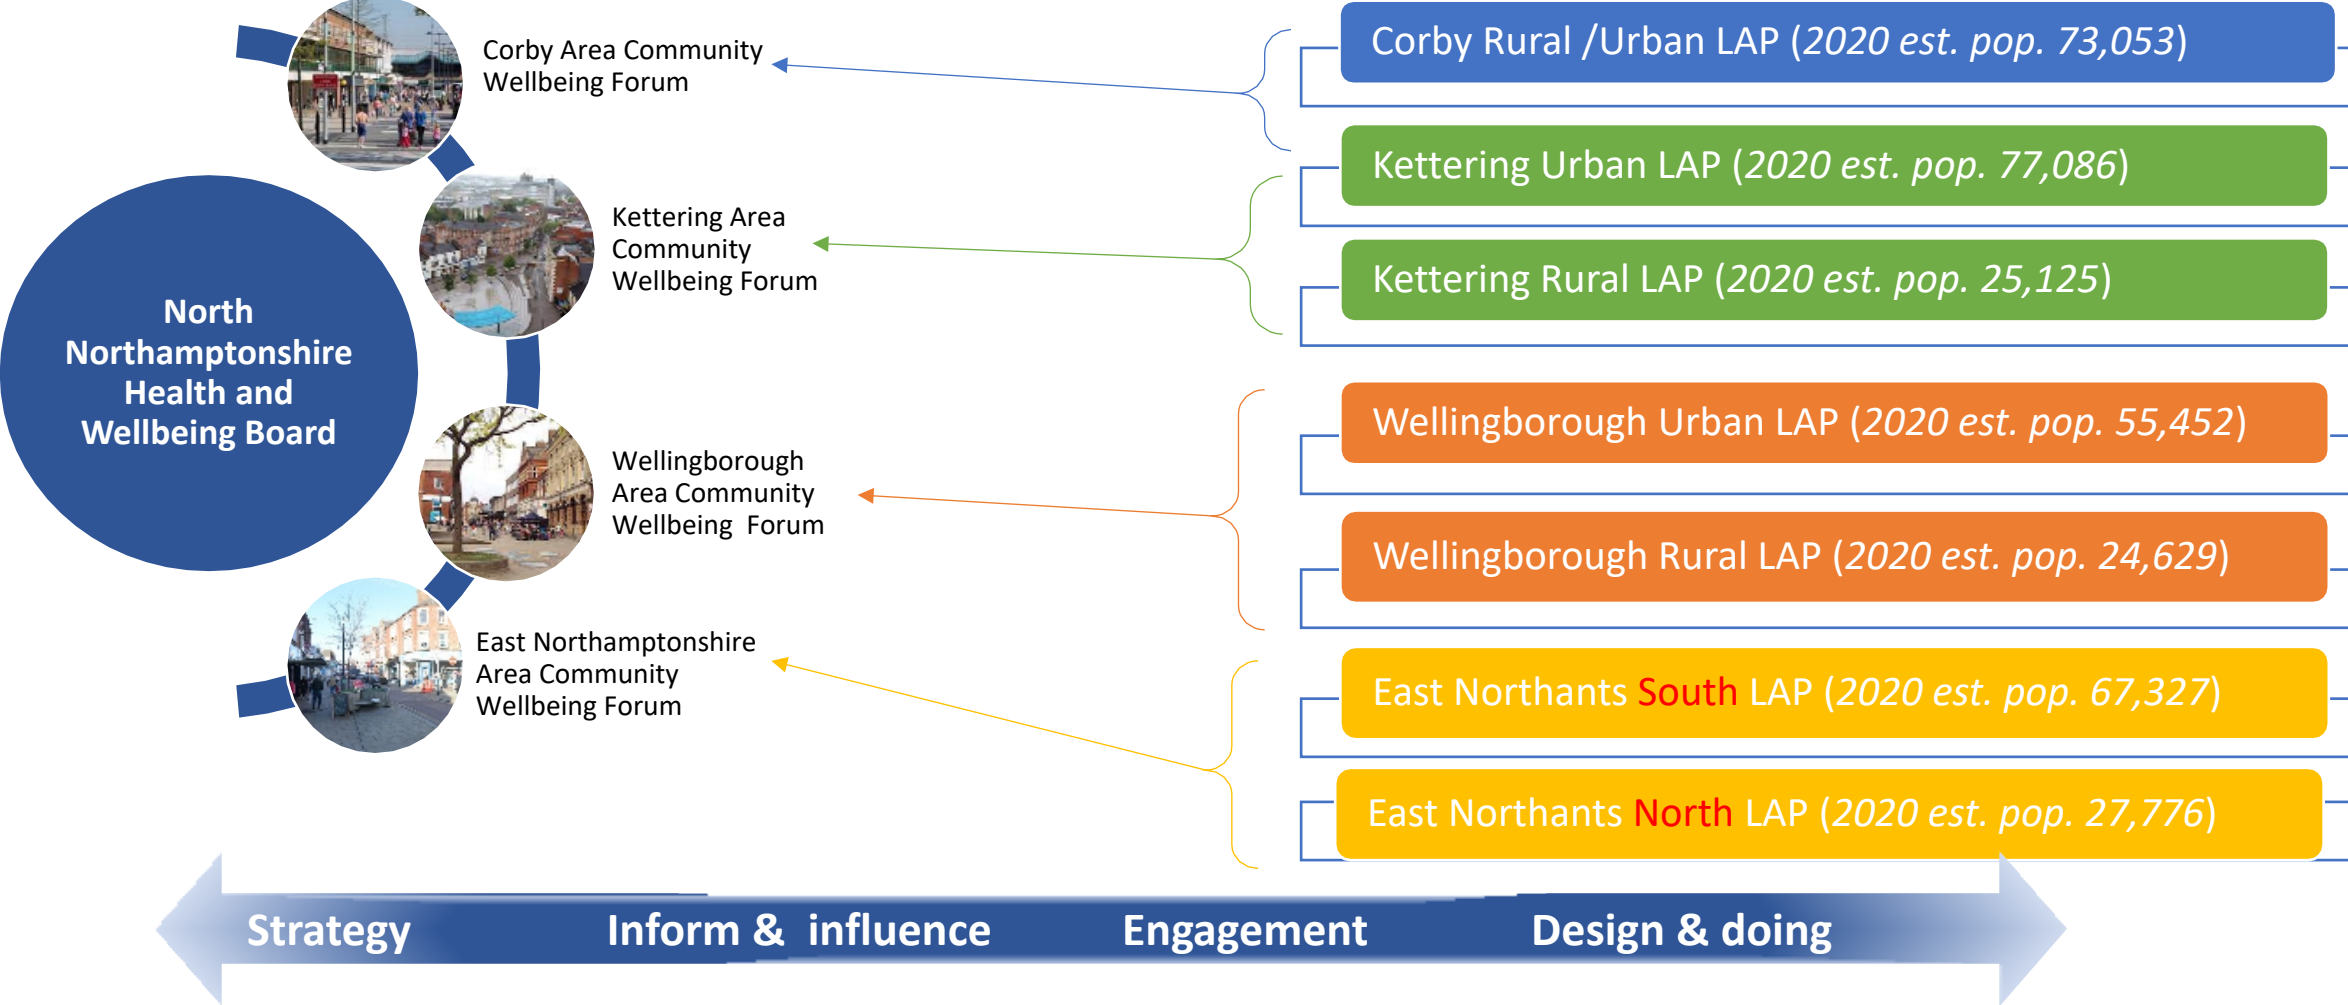 North
Northamptonshire
Health and
Wellbeing Board
Corby Area Community
Wellbeing Forum
Kettering Area
Community
Wellbeing Forum
Wellingborough
Area Community
Wellbeing  Forum
East Northamptonshire
Area Community
Wellbeing Forum
Corby Rural /Urban LAP (2020 est. pop. 73,053)
Kettering Urban LAP (2020 est. pop. 77,086)
Kettering Rural LAP (2020 est. pop. 25,125)
Wellingborough Urban LAP (2020 est. pop. 55,452)
Wellingborough Rural LAP (2020 est. pop. 24,629)
East Northants South LAP (2020 est. pop. 67,327)
East Northants North LAP (2020 est. pop. 27,776)
Strategy Inform &  influence Engagement Design & doing